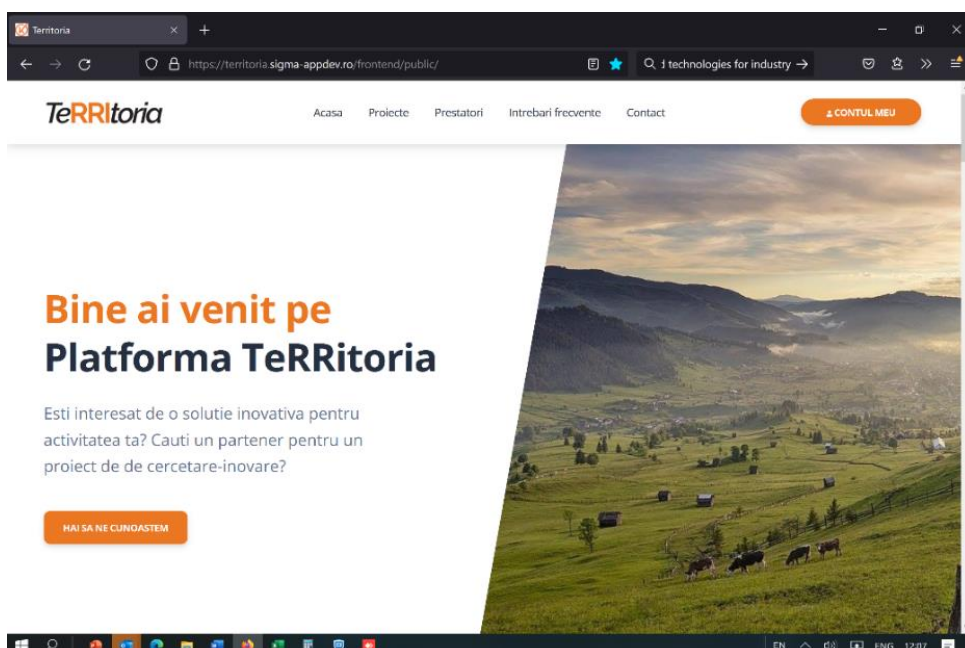 Territoria
https://territoria.sigma-appdev.ro/frontend/public/
technologies for industry
TeRRItoria
Acasa
Proiecte
Prestatori
Intrebari frecvente
Contact
CONTUL MEU
Bine ai venit pe
Platforma TeRRitoria
Esti interesat de o solutie inovativa pentru
activitatea ta? Cauti un partener pentru un
proiect de de cercetare-inovare?
HAI SA NE CUNOASTEM
EN
ENG
12:07